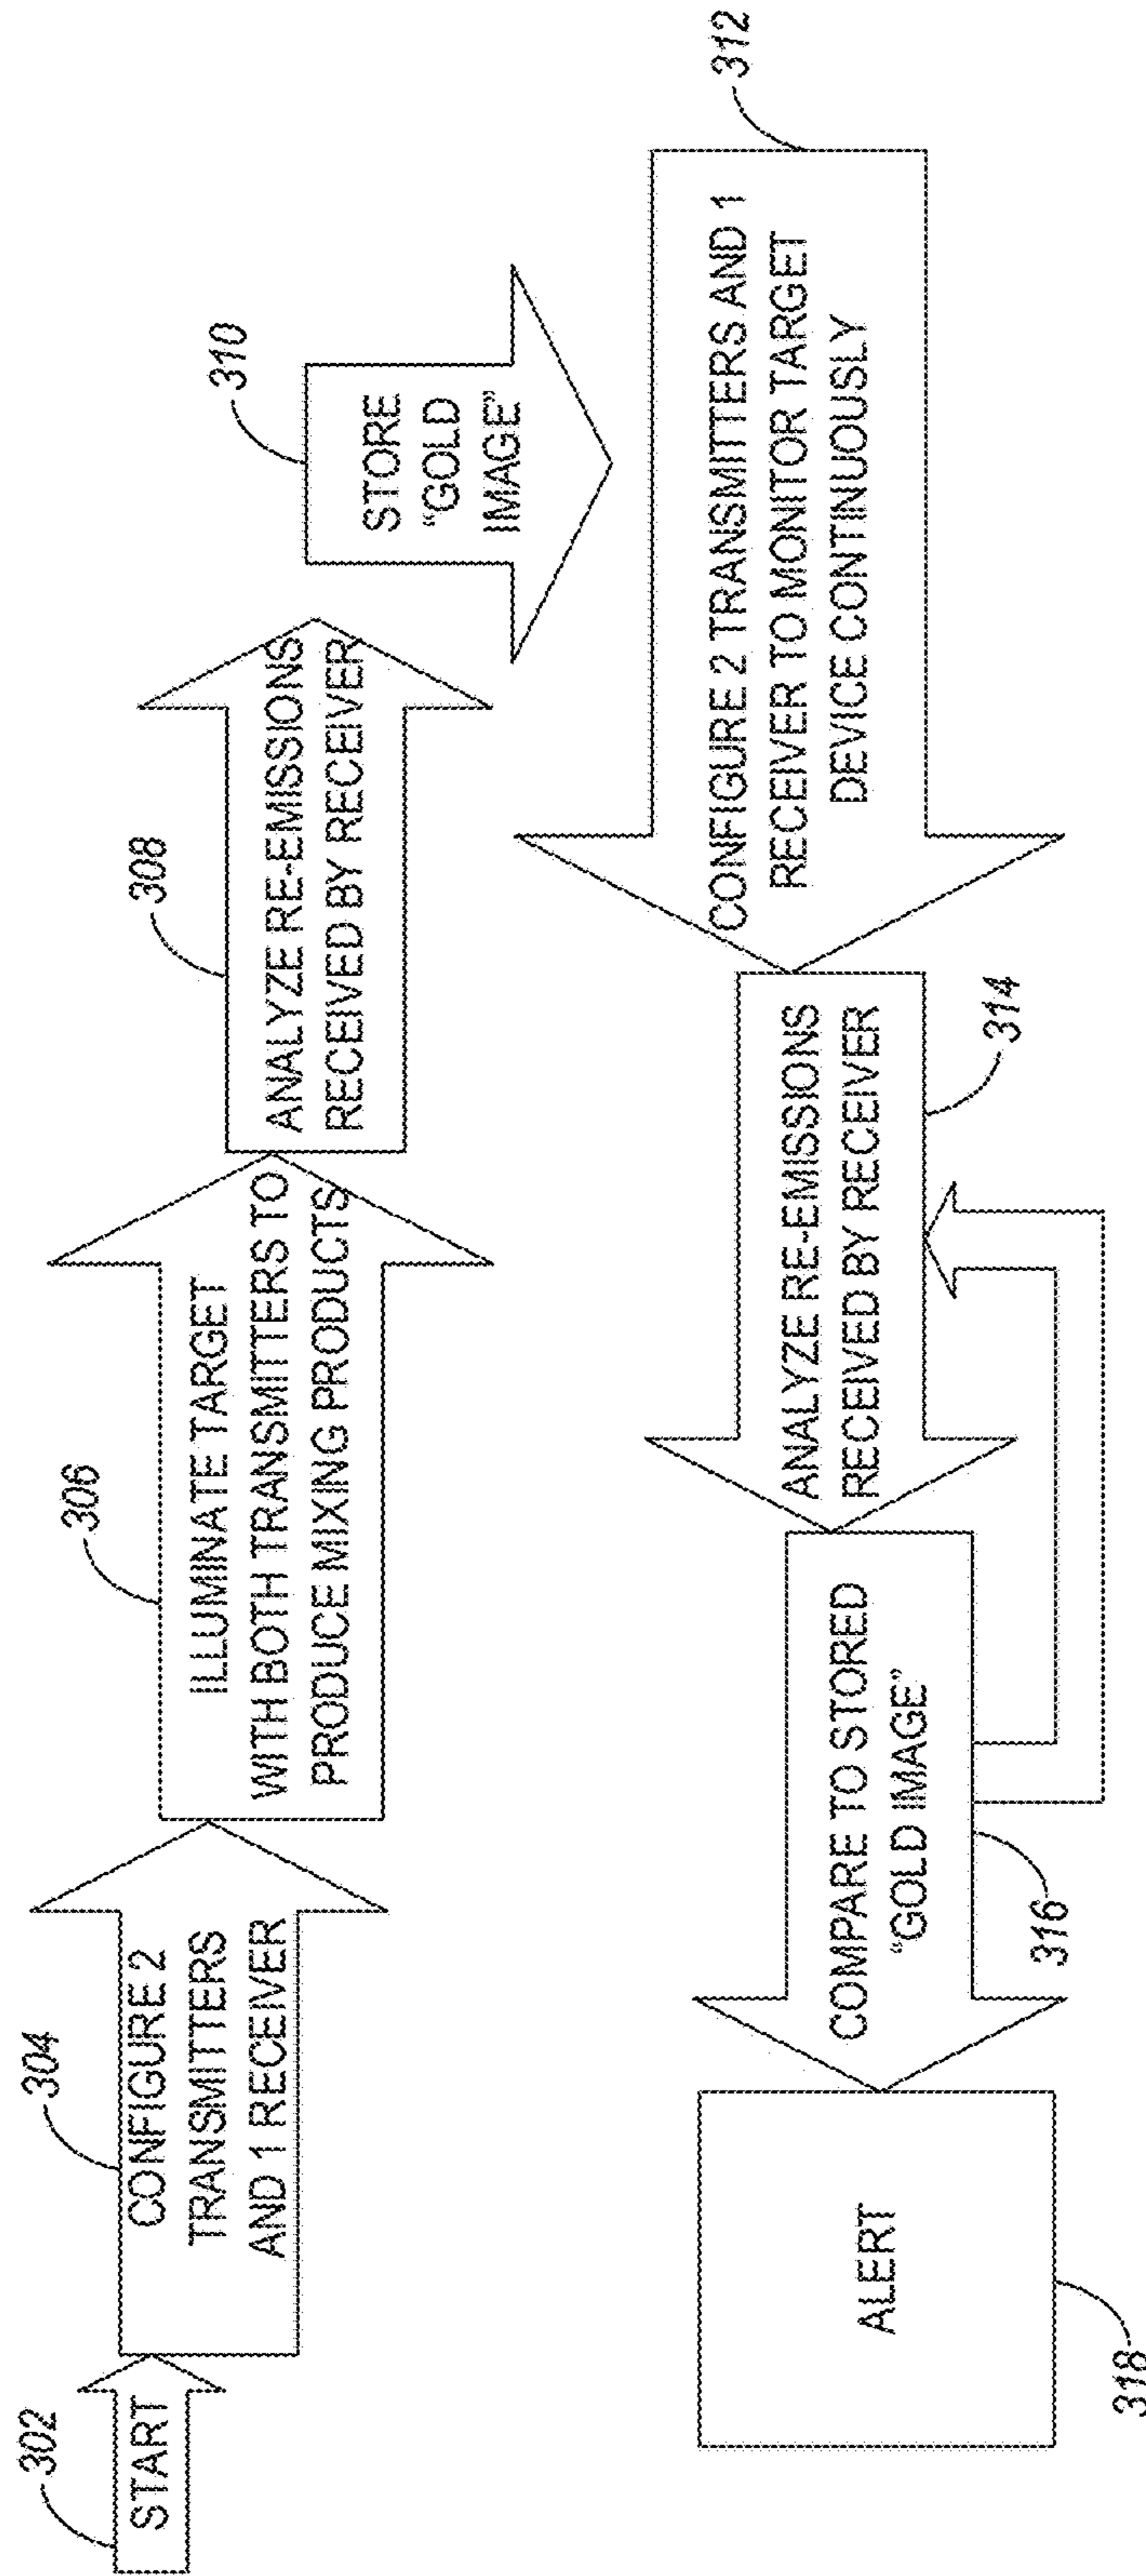 302
START
304
CONFIGURE 2
TRANSMITTERS
AND 1 RECEIVER
306
ILLUMINATE TARGET
WITH BOTH TRANSMITTERS TO
PRODUCE MIXING PRODUCTS
308
ANALYZE RE-EMISSIONS
RECEIVED BY RECEIVER
310
STORE
“GOLD
IMAGE”
312
CONFIGURE 2 TRANSMITTERS AND 1
RECEIVER TO MONITOR TARGET
DEVICE CONTINUOUSLY
ANALYZE RE-EMISSIONS
RECEIVED BY RECEIVER
314
COMPARE TO STORED
“GOLD IMAGE”
316
ALERT
318